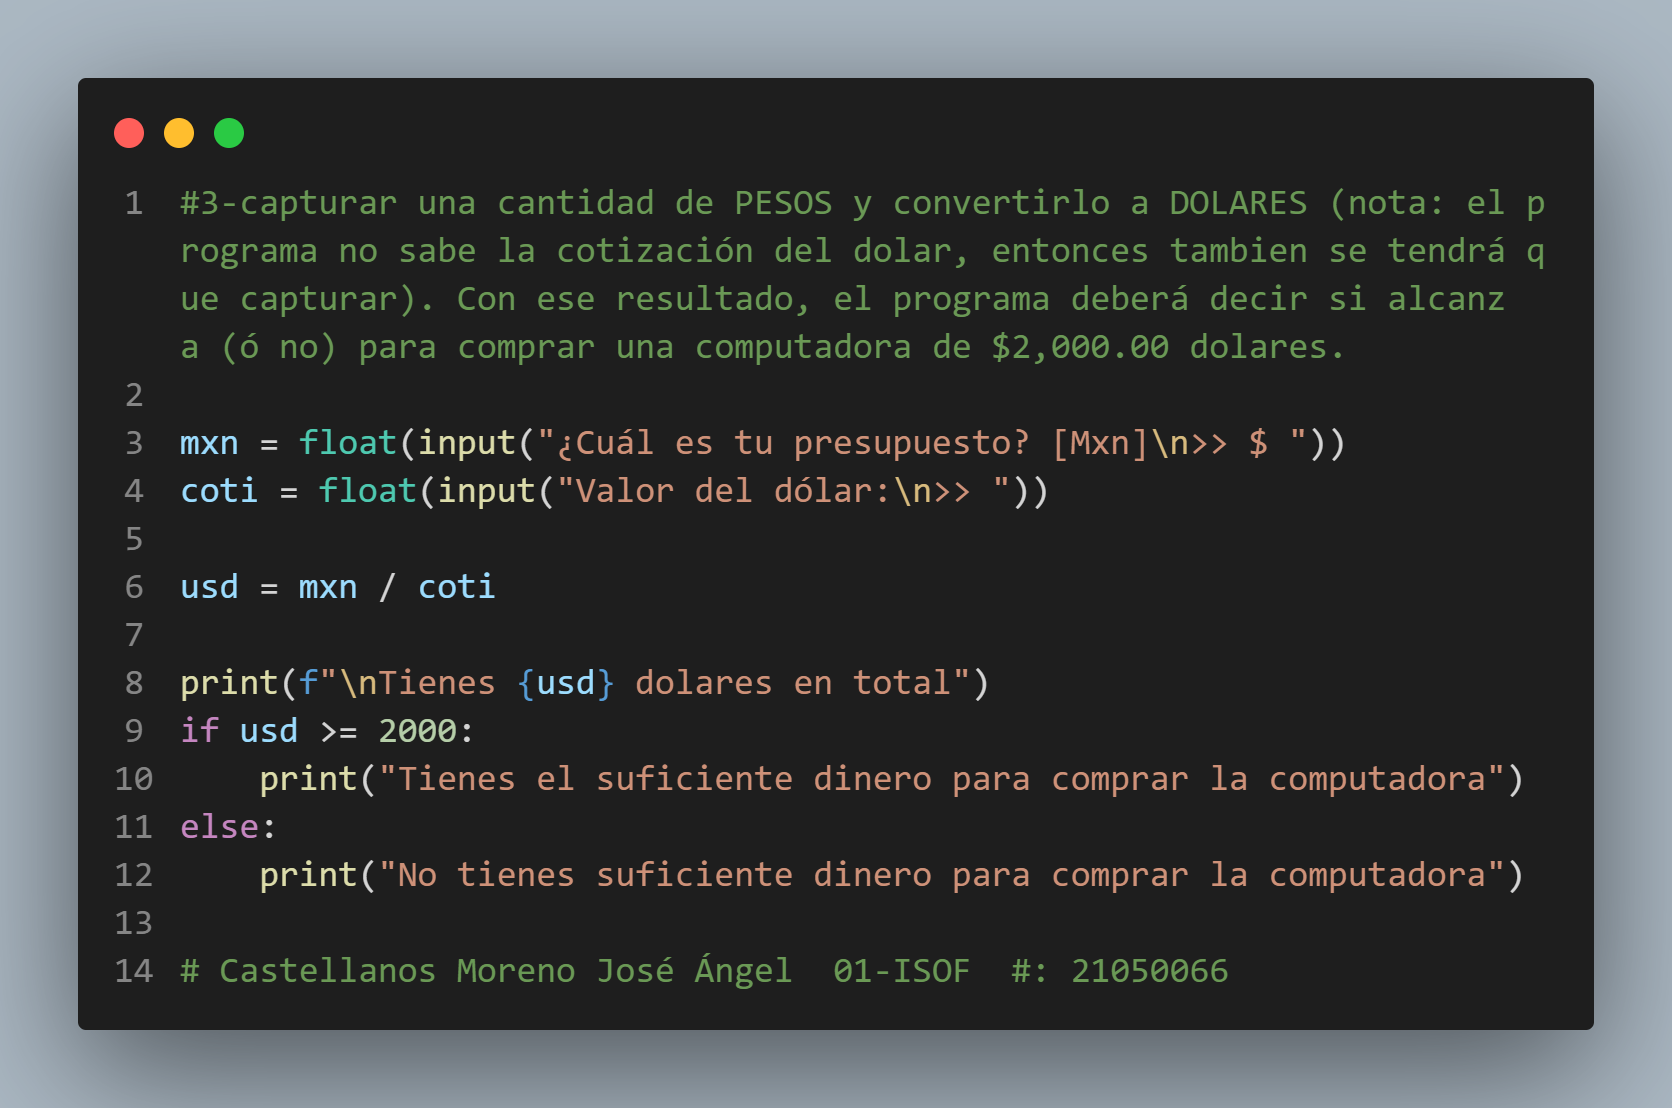 1 #3-capturar una cantidad de PESOS y convertirlo a DOLARES (nota: el p
rograma no sabe la cotización del dolar, entonces tambien se tendrá q
ue capturar). Con ese resultado, el programa deberá decir si alcanz
a (ó no) para comprar una computadora de $2,000.00 dolares.
2
3 mxn = float(input("¿Cuál es tu presupuesto? [Mxn]\n>> $ "))
4 coti = float(input("Valor del dólar:\n>> "))
5
6 usd = mxn / coti
7
8 print(f"\nTienes {usd} dolares en total")
9 if usd >= 2000:
10     print("Tienes el suficiente dinero para comprar la computadora")
11 else:
12     print("No tienes suficiente dinero para comprar la computadora")
13
14 # Castellanos Moreno José Ángel  01-ISOF  #: 21050066